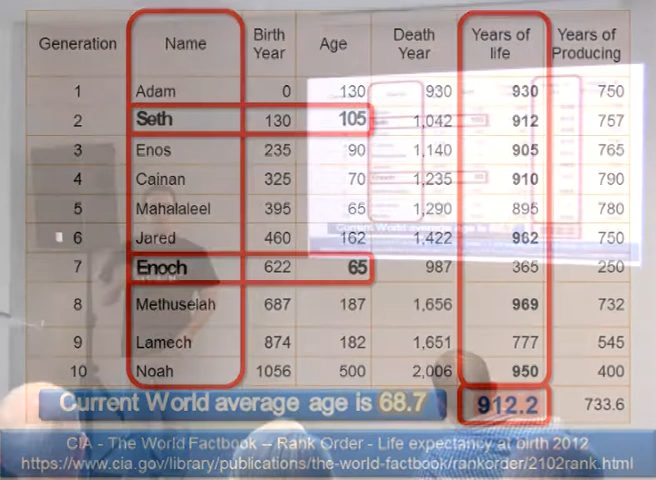 Generation Name Birth Year Age Death Year Years of life Years of Producing
1 Adam 0 130 930 930 750
2 Seth 130 105 1,042 912 757
3 Enos 235 90 1,140 905 765
4 Cainan 325 70 1,235 910 790
5 Mahalaleel 395 65 1,290 895 780
6 Jared 460 162 1,422 962 750
7 Enoch 622 65 987 365 250
8 Methuselah 687 187 1,656 969 732
9 Lamech 874 182 1,651 777 545
10 Noah 1056 500 2,006 950 400
Current World average age is 68.7 912.2 733.6
CIA - The World Factbook -- Rank Order - Life expectancy at birth 2012
https://www.cia.gov/library/publications/the-world-factbook/rankorder/2102rank.html